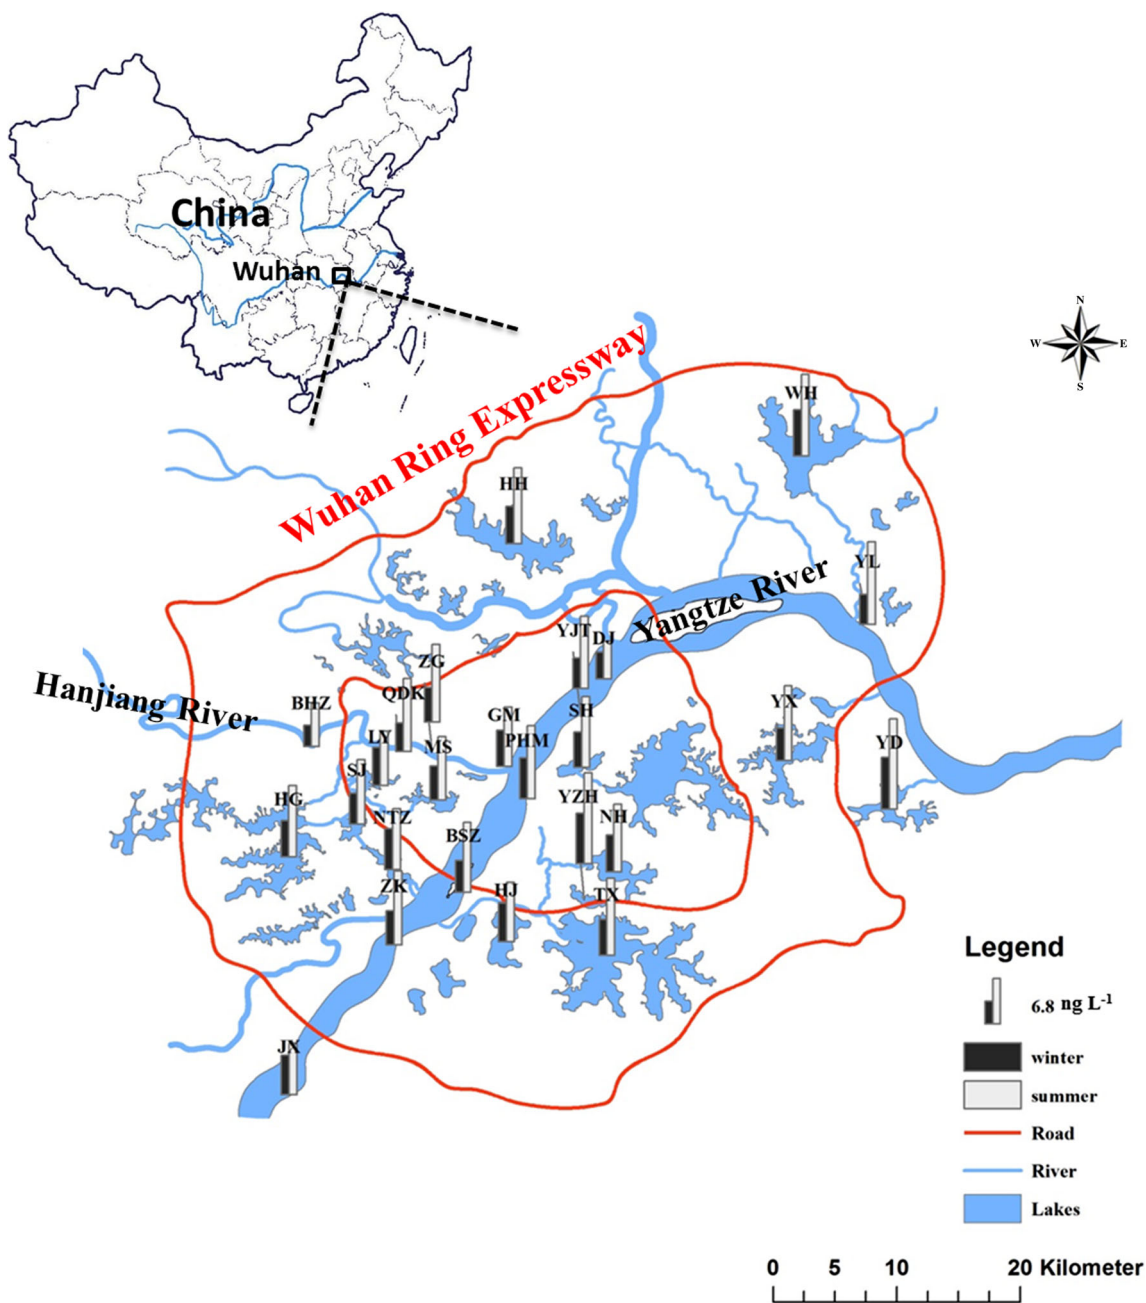 China
Wuhan
N
W
E
S
Wuhan Ring Expressway
WH
HH
YL
Yangtze River
YJT
DJ
ZG
Hanjiang River
QDK
BHZ
YX
GM
SH
LY
MS
PHM
YD
SJ
HG
YZH
NTZ
NH
BSZ
ZK
HJ
TX
JX
Legend
6.8 ng L-1
winter
summer
Road
River
Lakes
0 5 10 20 Kilometer